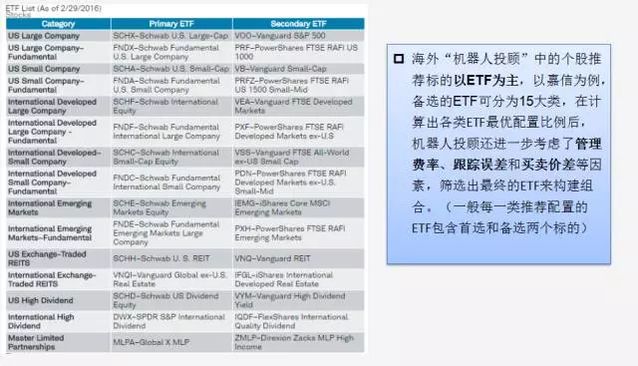 ETF List (As of 2/29/2016)
Stocks
Category Primary ETF Secondary ETF
US Large Company SCHX–Schwab U.S. Large-Cap VOO–Vanguard S&P 500
US Large Company– FNDX–Schwab Fundamental PRF–PowerShares FTSE RAFI US
Fundamental U.S. Large Company 1000
US Small Company SCHA–Schwab U.S. Small-Cap VB–Vanguard Small-Cap
US Small Company– FNDA–Schwab Fundamental PRFZ–PowerShares FTSE RAFI
Fundamental U.S. Small Company US 1500 Small-Mid
International Developed SCHF–Schwab International VEA–Vanguard FTSE Developed
Large Company Equity Markets
International Developed FNDF–Schwab Fundamental PXF–PowerShares FTSE RAFI
Large Company– International Large Company Developed Markets ex-U.S
Fundamental
International Developed– SCHC–Schwab International VSS–Vanguard FTSE All-World
Small Company Small-Cap Equity ex-US Small Cap
International Developed FNDC–Schwab Fundamental PDN–PowerShares FTSE RAFI
Small Company– International Small Company Developed Markets ex-U.S.
Fundamental Small-Mid
International Emerging SCHE–Schwab Emerging IEMG–iShares Core MSCI
Markets Markets Equity Emerging Markets
International Emerging FNDE–Schwab Fundamental PXH–PowerShares FTSE RAFI
Markets–Fundamental Emerging Markets Large Emerging Markets
Company
US Exchange-Traded SCHH–Schwab U.S. REIT VNQ–Vanguard REIT
REITS
International Exchange- VNQI–Vanguard Global ex-U.S. IFGL–iShares International
Traded REITS Real Estate Developed Real Estate
US High Dividend SCHD–Schwab US Dividend VYM–Vanguard High Dividend
Equity Yield
International High DWX–SPDR S&P International IQDF–FlexShares International
Dividend Dividend Quality Dividend
Master Limited MLPA–Global X MLP ZMLP–Direxion Zacks MLP High
Partnerships Income
海外“机器人投顾”中的个股推
荐标的以ETF为主，以嘉信为例，
备选的ETF可分为15大类，在计
算出各类ETF最优配置比例后，
机器人投顾还进一步考虑了管理
费率、跟踪误差和买卖价差等因
素，筛选出最终的ETF来构建组
合。（一般每一类推荐配置的
ETF包含首选和备选两个标的）